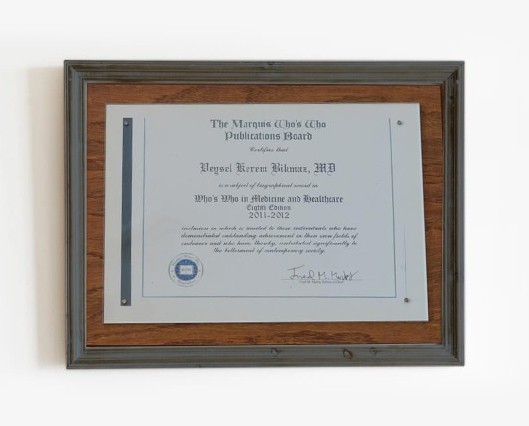 The Marquis Who's Who
Publications Board
Certifies that
Veysel Kerem Bikmaz, MD
is a subject of biographical record in
Who's Who in Medicine and Healthcare
Eighth Edition
2011-2012
inclusion in which is limited to those individuals who have
demonstrated outstanding achievement in their own fields of
endeavor and who have, thereby, contributed significantly to
the betterment of contemporary society.